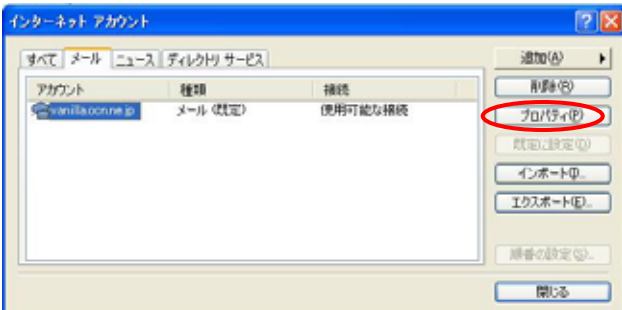 インターネット アカウント
すべて メール ニュース ディレクトリ サービス
アカウント 種類 接続
vanilla.ocn.ne.jp メール (既定) 使用可能な接続
追加(A)
削除(R)
プロパティ(P)
既定に設定(D)
インポート(I)...
エクスポート(E)...
順番の設定(S)...
閉じる